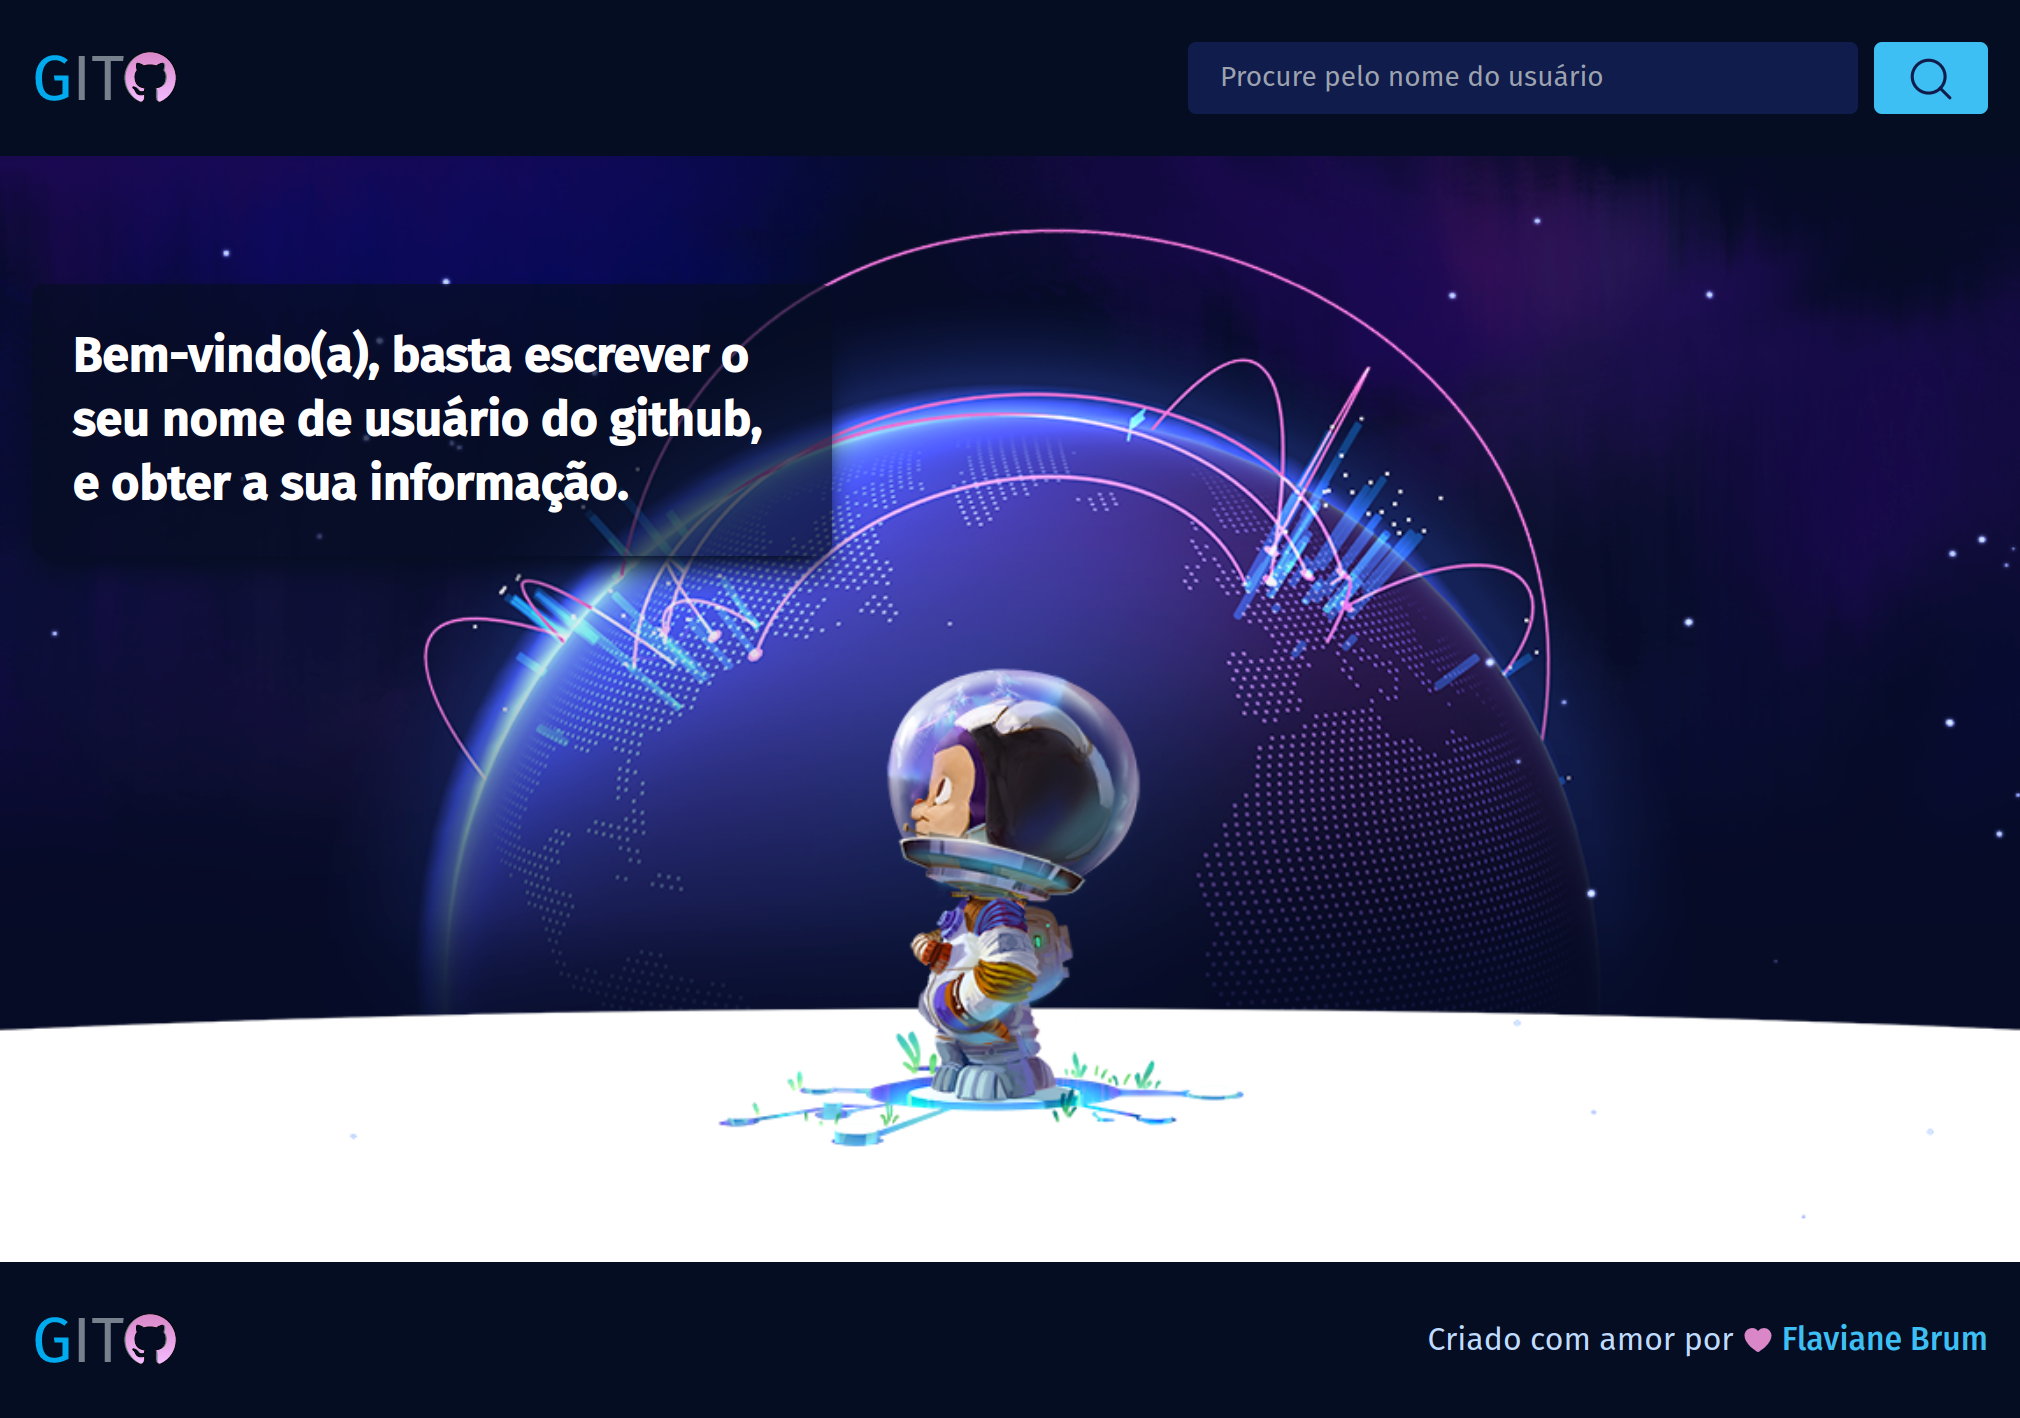 GIT
Procure pelo nome do usuário
Bem-vindo(a), basta escrever o
seu nome de usuário do github,
e obter a sua informação.
GIT
Criado com amor por Flaviane Brum